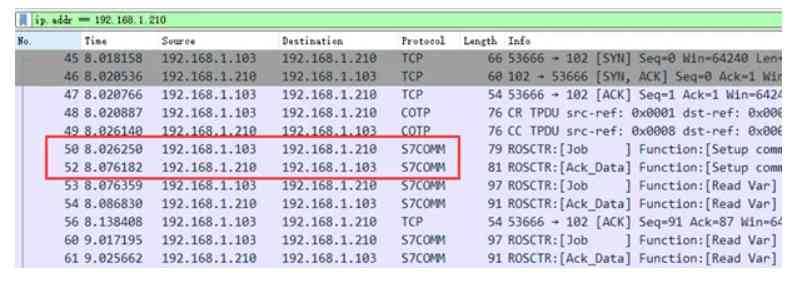 ip.addr == 192.168.1.210
No. Time Source Destination Protocol Length Info
45 8.018158 192.168.1.103 192.168.1.210 TCP 66 53666 → 102 [SYN] Seq=0 Win=64240 Len=
46 8.020536 192.168.1.210 192.168.1.103 TCP 60 102 → 53666 [SYN, ACK] Seq=0 Ack=1 Win
47 8.020766 192.168.1.103 192.168.1.210 TCP 54 53666 → 102 [ACK] Seq=1 Ack=1 Win=6424
48 8.020887 192.168.1.103 192.168.1.210 COTP 76 CR TPDU src-ref: 0x0001 dst-ref: 0x000
49 8.026140 192.168.1.210 192.168.1.103 COTP 76 CC TPDU src-ref: 0x0008 dst-ref: 0x000
50 8.026250 192.168.1.103 192.168.1.210 S7COMM 79 ROSCTR:[Job ] Function:[Setup comm
52 8.076182 192.168.1.210 192.168.1.103 S7COMM 81 ROSCTR:[Ack_Data] Function:[Setup comm
53 8.076359 192.168.1.103 192.168.1.210 S7COMM 97 ROSCTR:[Job ] Function:[Read Var]
54 8.086830 192.168.1.210 192.168.1.103 S7COMM 91 ROSCTR:[Ack_Data] Function:[Read Var]
56 8.138408 192.168.1.103 192.168.1.210 TCP 54 53666 → 102 [ACK] Seq=91 Ack=87 Win=64
60 9.017195 192.168.1.103 192.168.1.210 S7COMM 97 ROSCTR:[Job ] Function:[Read Var]
61 9.025662 192.168.1.210 192.168.1.103 S7COMM 91 ROSCTR:[Ack_Data] Function:[Read Var]